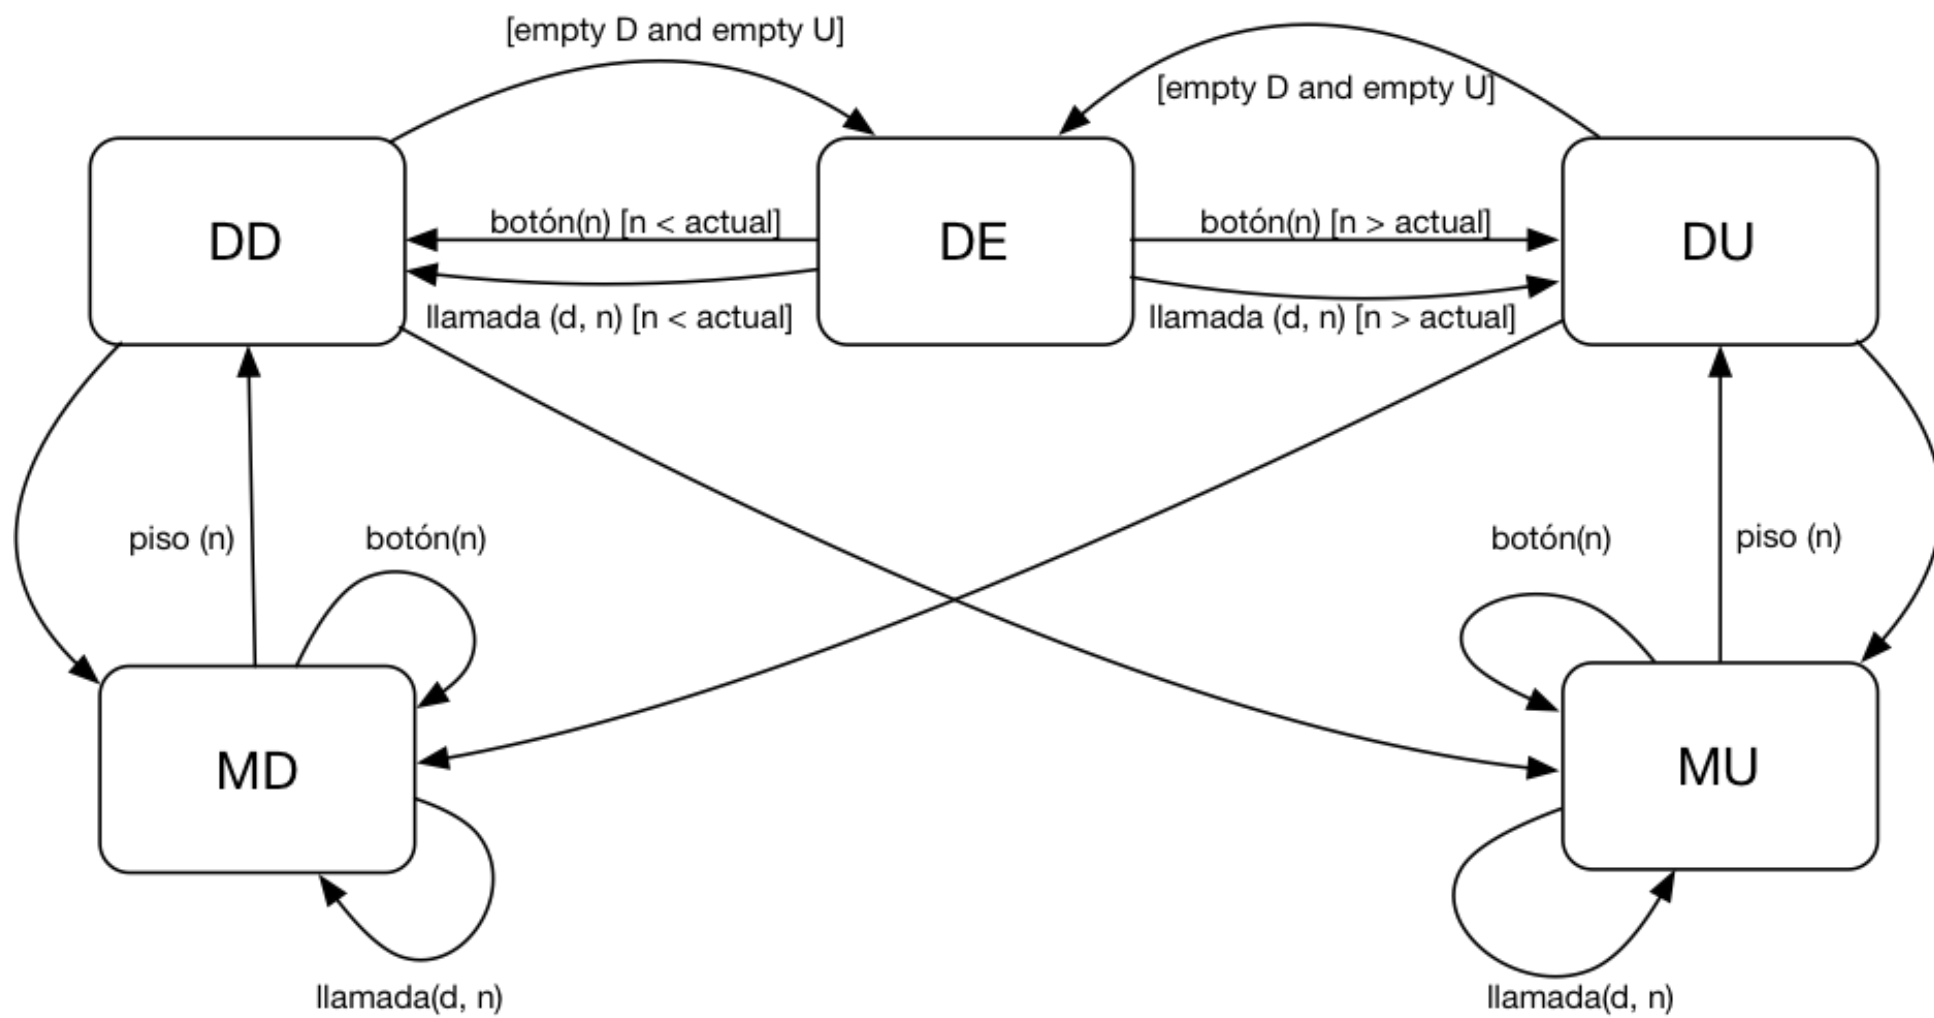 [empty D and empty U]
[empty D and empty U]
DD
botón(n) [n < actual]
DE
botón(n) [n > actual]
DU
llamada (d, n) [n < actual]
llamada (d, n) [n > actual]
piso (n)
botón(n)
botón(n)
piso (n)
MD
MU
llamada(d, n)
llamada(d, n)